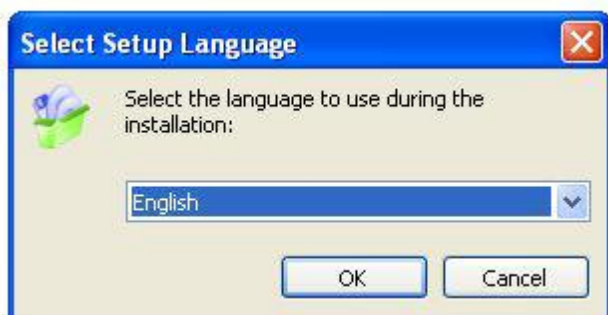 Select Setup Language
Select the language to use during the
installation:
English
OK Cancel